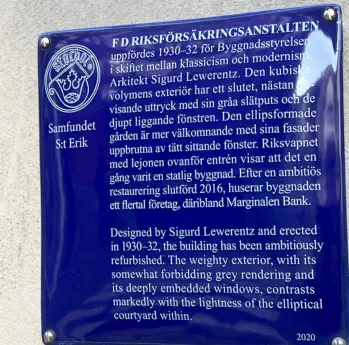 F D RIKSFÖRSÄKRINGSANSTALTEN
uppfördes 1930–32 för Byggnadsstyrelsen
i skiftet mellan klassicism och modernism.
Arkitekt Sigurd Lewerentz. Den kubiska
volymens exteriör har ett slutet, nästan
visande uttryck med sin gråa slätputs och de
djupt liggande fönstren. Den ellipsformade
gården är mer välkomnande med sina fasader
uppbrutna av tätt sittande fönster. Riksvapnet
med lejonen ovanför entrén visar att det en
gång varit en statlig byggnad. Efter en ambitiös
restaurering slutförd 2016, huserar byggnaden
ett flertal företag, däribland Marginalen Bank.
Samfundet
S:t Erik
Designed by Sigurd Lewerentz and erected
in 1930–32, the building has been ambitiously
refurbished. The weighty exterior, with its
somewhat forbidding grey rendering and
its deeply embedded windows, contrasts
markedly with the lightness of the elliptical
courtyard within.
2020